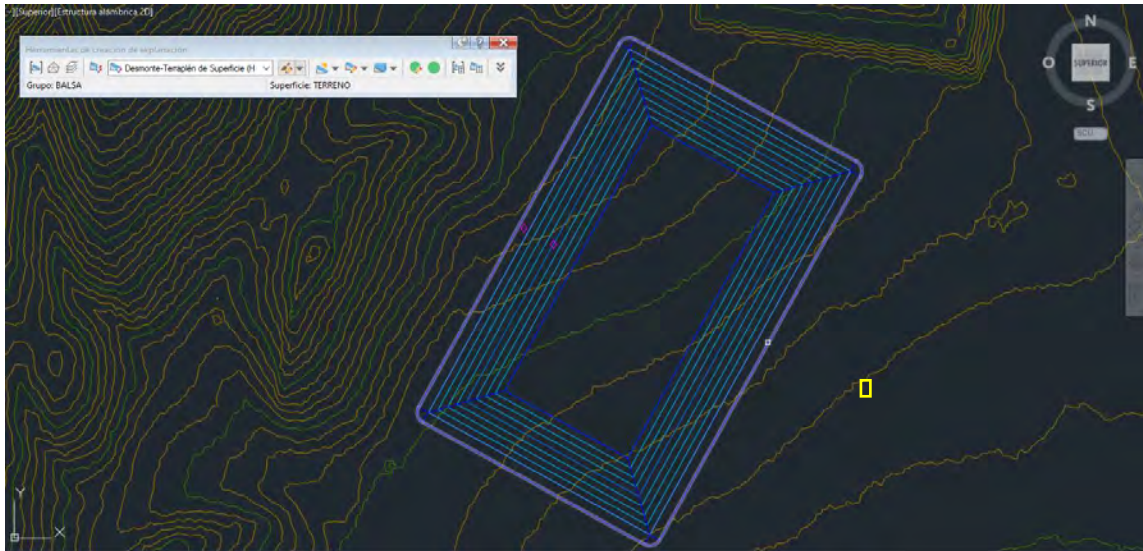 -][Superior][Estructura alámbrica 2D]
Herramientas de creación de explanación
Desmonte-Terraplén de Superficie (H
Grupo: BALSA
Superficie: TERRENO
N
O
SUPERIOR
E
S
SCU
Y
X